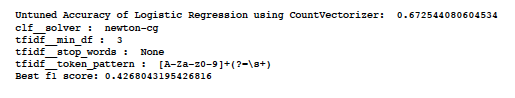 Untuned Accuracy of Logistic Regression using CountVectorizer:  0.672544080604534
clf__solver :  newton-cg
tfidf__min_df :  3
tfidf__stop_words :  None
tfidf__token_pattern :  [A-Za-z0-9]+(?=\s+)
Best f1 score: 0.4268043195426816